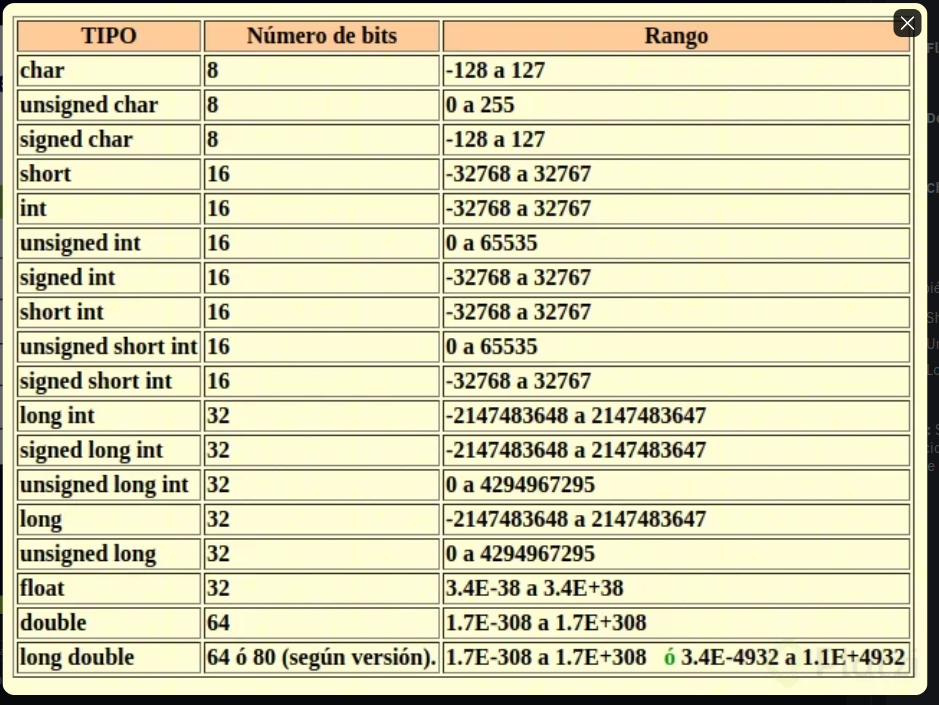 TIPO Número de bits Rango
char 8 -128 a 127
unsigned char 8 0 a 255
signed char 8 -128 a 127
short 16 -32768 a 32767
int 16 -32768 a 32767
unsigned int 16 0 a 65535
signed int 16 -32768 a 32767
short int 16 -32768 a 32767
unsigned short int 16 0 a 65535
signed short int 16 -32768 a 32767
long int 32 -2147483648 a 2147483647
signed long int 32 -2147483648 a 2147483647
unsigned long int 32 0 a 4294967295
long 32 -2147483648 a 2147483647
unsigned long 32 0 a 4294967295
float 32 3.4E-38 a 3.4E+38
double 64 1.7E-308 a 1.7E+308
long double 64 ó 80 (según versión). 1.7E-308 a 1.7E+308 ó 3.4E-4932 a 1.1E+4932